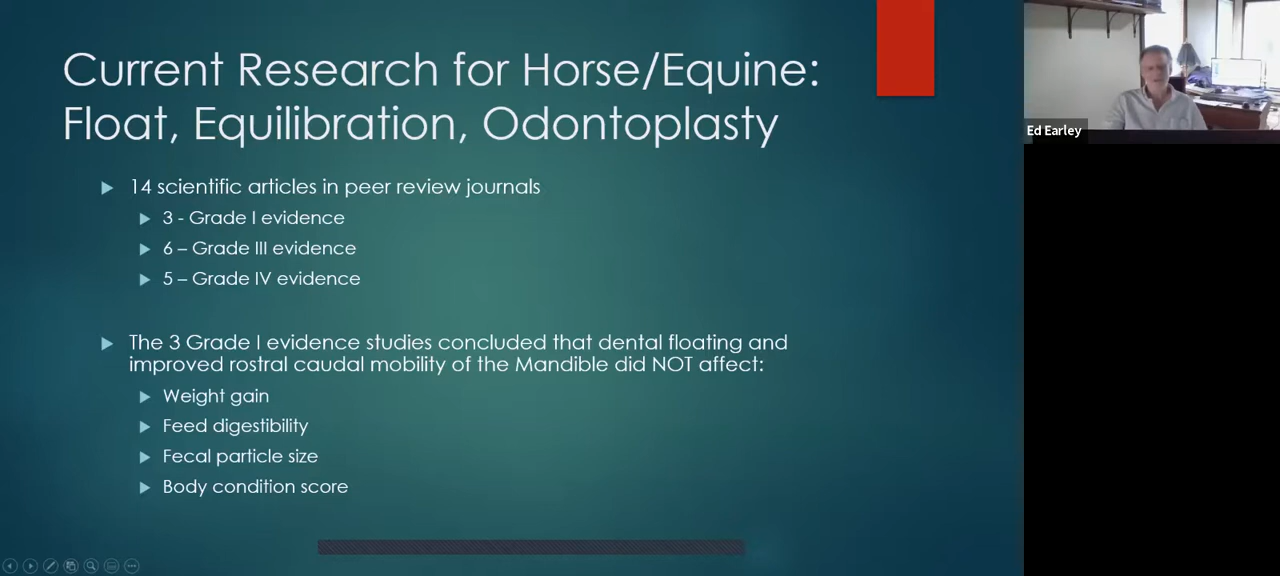 Current Research for Horse/Equine:
Float, Equilibration, Odontoplasty
14 scientific articles in peer review journals
3 - Grade I evidence
6 – Grade III evidence
5 – Grade IV evidence
The 3 Grade I evidence studies concluded that dental floating and
improved rostral caudal mobility of the Mandible did NOT affect:
Weight gain
Feed digestibility
Fecal particle size
Body condition score
Ed Earley